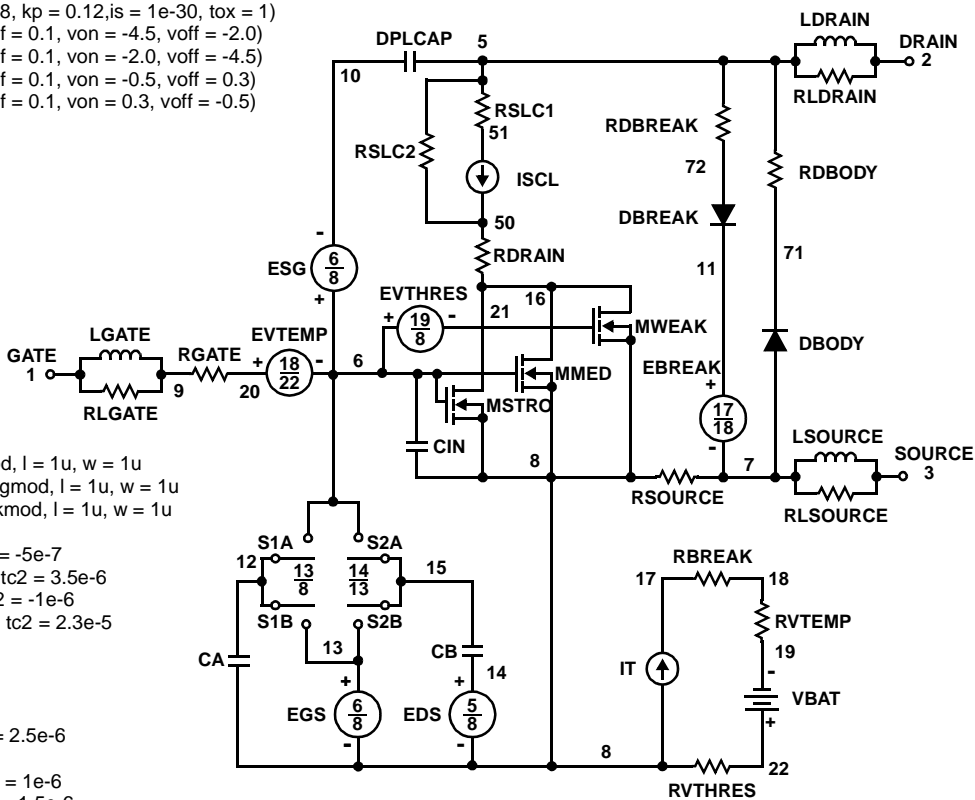 8, kp = 0.12,is = 1e-30, tox = 1)
f = 0.1, von = -4.5, voff = -2.0)
f = 0.1, von = -2.0, voff = -4.5)
f = 0.1, von = -0.5, voff = 0.3)
f = 0.1, von = 0.3, voff = -0.5)
LDRAIN
DPLCAP
5
DRAIN
2
10
RLDRAIN
RSLC1
51
RDBREAK
RSLC2
72
RDBODY
ISCL
DBREAK
50
RDRAIN
71
-
ESG
6
8
+
11
EVTHRES
16
21
+
19
8
-
MWEAK
LGATE
EVTEMP
DBODY
GATE
1
RGATE
+
18
22
-
6
EBREAK
MMED
+
9
20
MSTRO
17
18
RLGATE
LSOURCE
CIN
SOURCE
3
-
8
7
RSOURCE
RLSOURCE
d, l = 1u, w = 1u
gmod, l = 1u, w = 1u
kmod, l = 1u, w = 1u
= -5e-7
tc2 = 3.5e-6
2 = -1e-6
tc2 = 2.3e-5
S1A
S2A
12
13
8
14
13
15
S1B
S2B
RBREAK
17
18
RVTEMP
13
CB
19
CA
14
IT
-
+
+
VBAT
EGS
6
8
EDS
5
8
+
-
-
8
22
RVTHRES
= 2.5e-6
= 1e-6